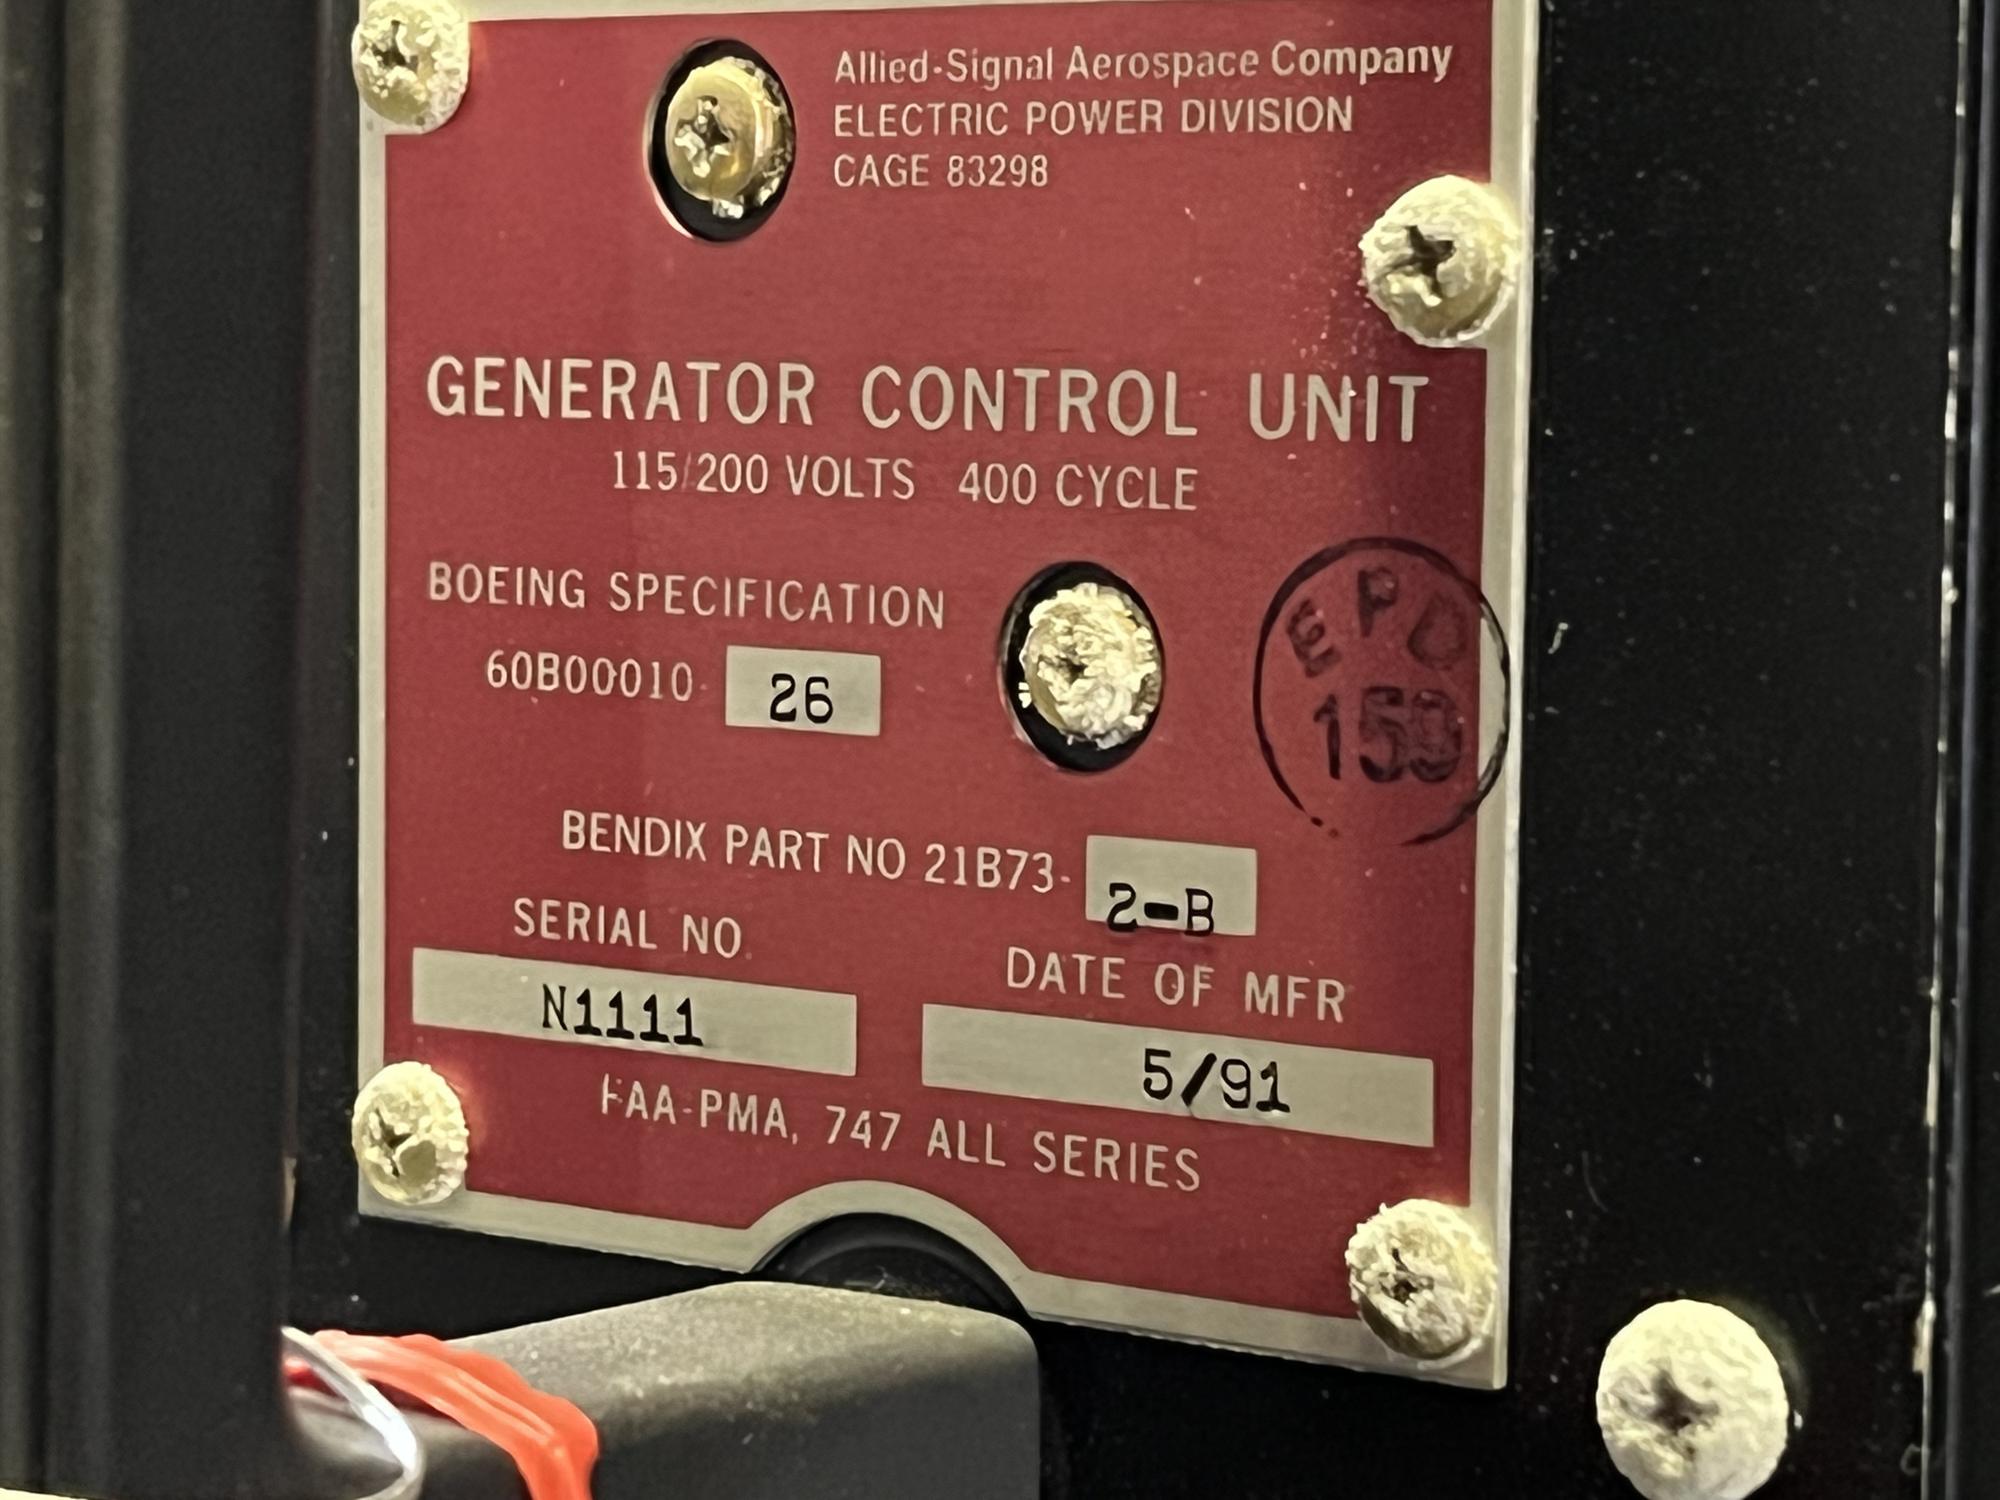 Allied-Signal Aerospace Company
ELECTRIC POWER DIVISION
CAGE 83298
GENERATOR CONTROL UNIT
115/200 VOLTS 400 CYCLE
BOEING SPECIFICATION
60B00010- 26
EPD
159
BENDIX PART NO 21B73- 2-B
SERIAL NO.
N1111
DATE OF MFR
5/91
FAA-PMA, 747 ALL SERIES